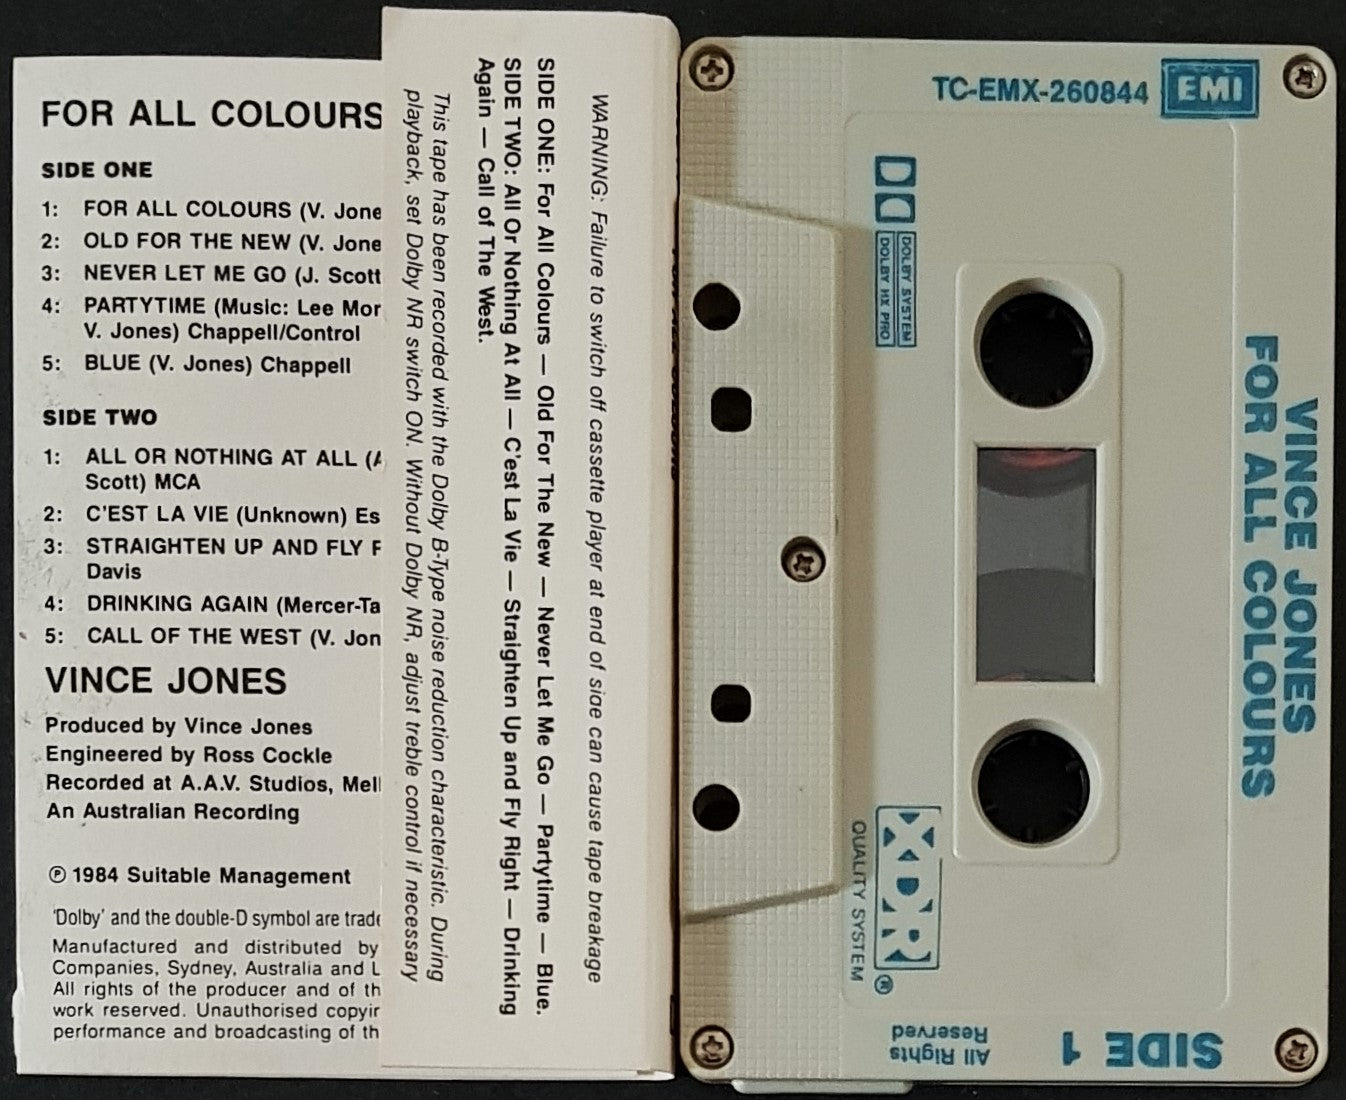 FOR ALL COLOURS
SIDE ONE
1: FOR ALL COLOURS (V. Jone
2: OLD FOR THE NEW (V. Jone
3: NEVER LET ME GO (J. Scott
4: PARTYTIME (Music: Lee Mor
V. Jones) Chappell/Control
5: BLUE (V. Jones) Chappell
SIDE TWO
1: ALL OR NOTHING AT ALL (A
Scott) MCA
2: C'EST LA VIE (Unknown) Es
3: STRAIGHTEN UP AND FLY
Davis
4: DRINKING AGAIN (Mercer-Ta
5: CALL OF THE WEST (V. Jon
VINCE JONES
Produced by Vince Jones
Engineered by Ross Cockle
Recorded at A.A.V. Studios, Mel
An Australian Recording
℗ 1984 Suitable Management
'Dolby' and the double-D symbol are trade
Manufactured and distributed by
Companies, Sydney, Australia and L
All rights of the producer and of th
work reserved. Unauthorised copyin
performance and broadcasting of th
WARNING: Failure to switch off cassette player at end of side can cause tape breakage
SIDE ONE: For All Colours — Old For The New — Never Let Me Go — Partytime — Blue.
SIDE TWO: All Or Nothing At All — C'est La Vie — Straighten Up and Fly Right — Drinking
Again — Call of The West.
This tape has been recorded with the Dolby B-Type noise reduction characteristic. During
playback, set Dolby NR switch ON. Without Dolby NR, adjust treble control if necessary
TC-EMX-260844 EMI
DOLBY SYSTEM
DOLBY HX PRO
VINCE JONES
FOR ALL COLOURS
XDR®
QUALITY SYSTEM
SIDE 1
All Rights
Reserved